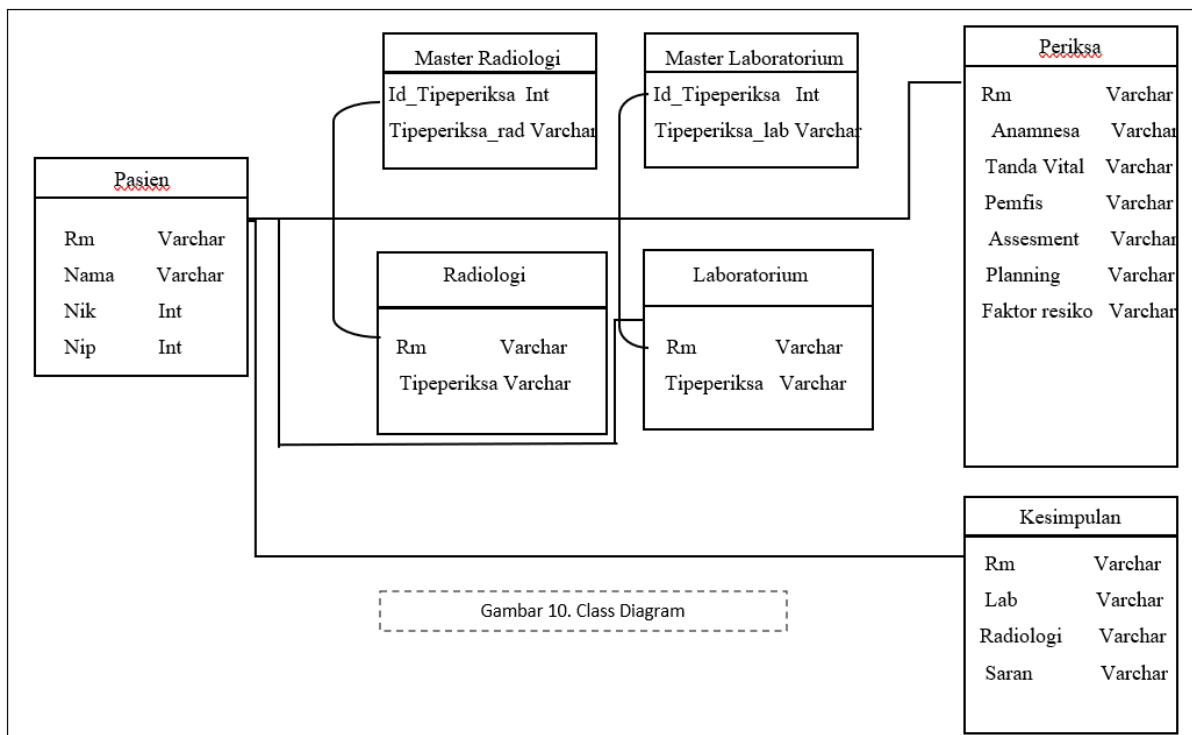 Master Radiologi
Id_Tipeperiksa Int
Tipeperiksa_rad Varchar
Master Laboratorium
Id_Tipeperiksa Int
Tipeperiksa_lab Varchar
Periksa
Rm Varchar
Anamnesa Varchar
Tanda Vital Varchar
Pemfis Varchar
Assesment Varchar
Planning Varchar
Faktor resiko Varchar
Pasien
Rm Varchar
Nama Varchar
Nik Int
Nip Int
Radiologi
Rm Varchar
Tipeperiksa Varchar
Laboratorium
Rm Varchar
Tipeperiksa Varchar
Kesimpulan
Rm Varchar
Lab Varchar
Radiologi Varchar
Saran Varchar
Gambar 10. Class Diagram